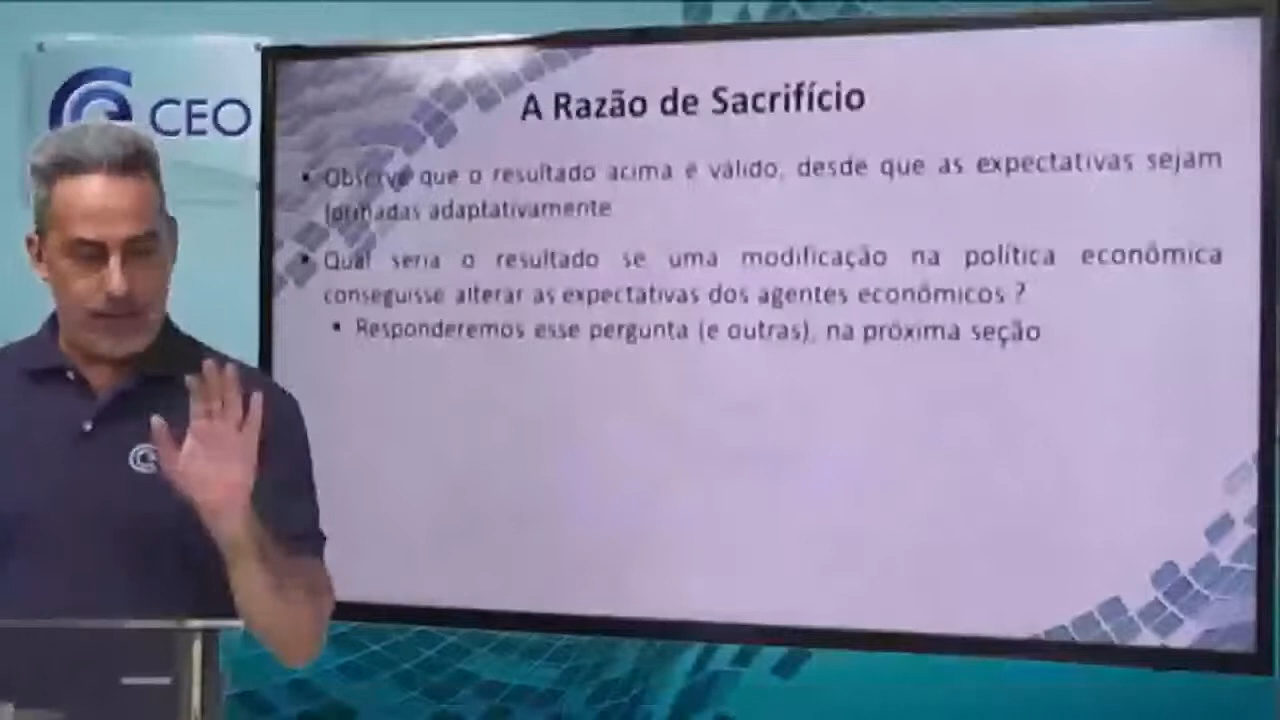 CEO
A Razão de Sacrifício
• Observe que o resultado acima é válido, desde que as expectativas sejam
formadas adaptativamente
• Qual seria o resultado se uma modificação na política econômica
conseguisse alterar as expectativas dos agentes econômicos ?
• Responderemos esse pergunta (e outras), na próxima seção